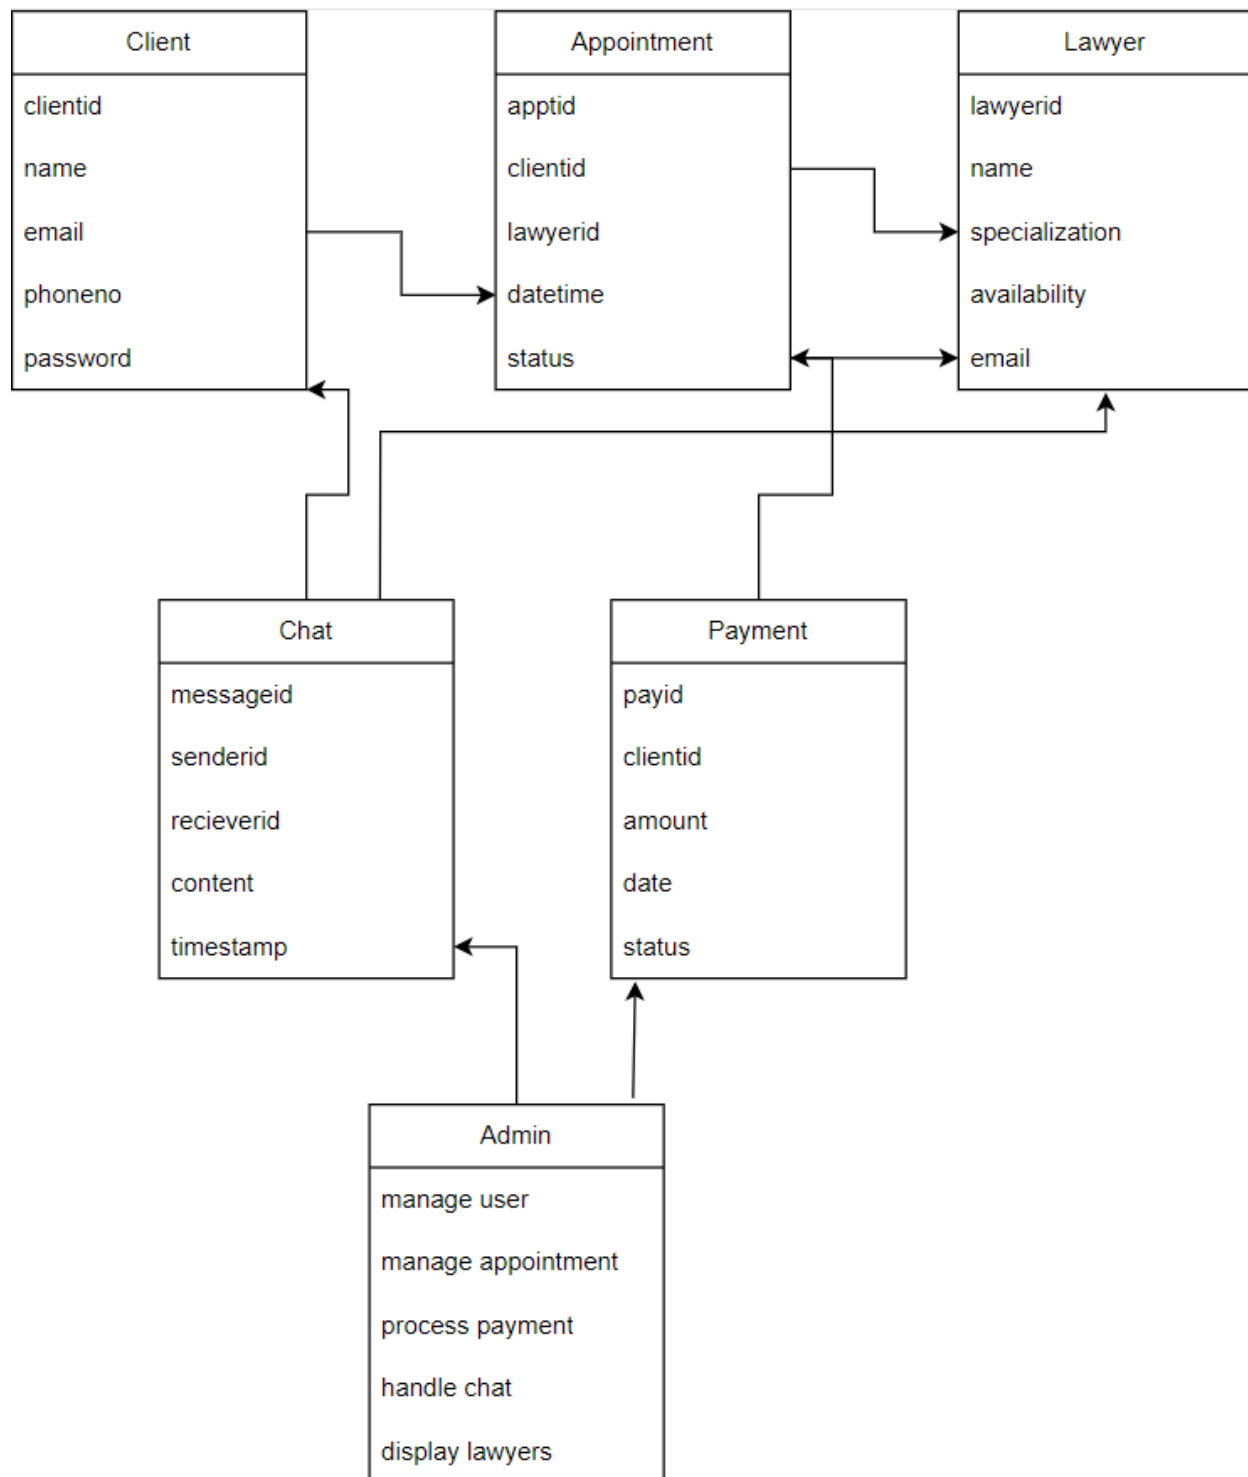 Client
clientid
name
email
phoneno
password
Appointment
apptid
clientid
lawyerid
datetime
status
Lawyer
lawyerid
name
specialization
availability
email
Chat
messageid
senderid
recieverid
content
timestamp
Payment
payid
clientid
amount
date
status
Admin
manage user
manage appointment
process payment
handle chat
display lawyers